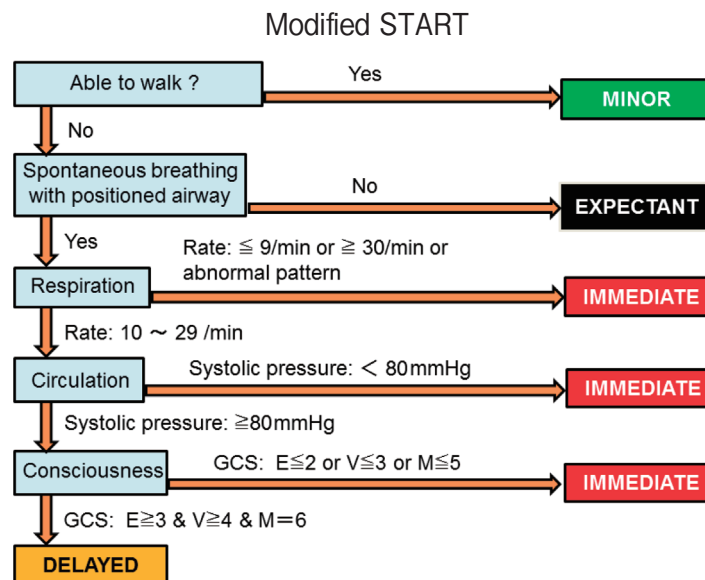 Modified START
Able to walk ?
Yes
MINOR
No
Spontaneous breathing
with positioned airway
No
EXPECTANT
Yes
Rate: ≦ 9/min or ≧ 30/min or
abnormal pattern
Respiration
IMMEDIATE
Rate: 10 ～ 29 /min
Systolic pressure: ＜ 80mmHg
Circulation
IMMEDIATE
Systolic pressure: ≧80mmHg
GCS: E≦2 or V≦3 or M≦5
Consciousness
IMMEDIATE
GCS: E≧3 & V≧4 & M＝6
DELAYED